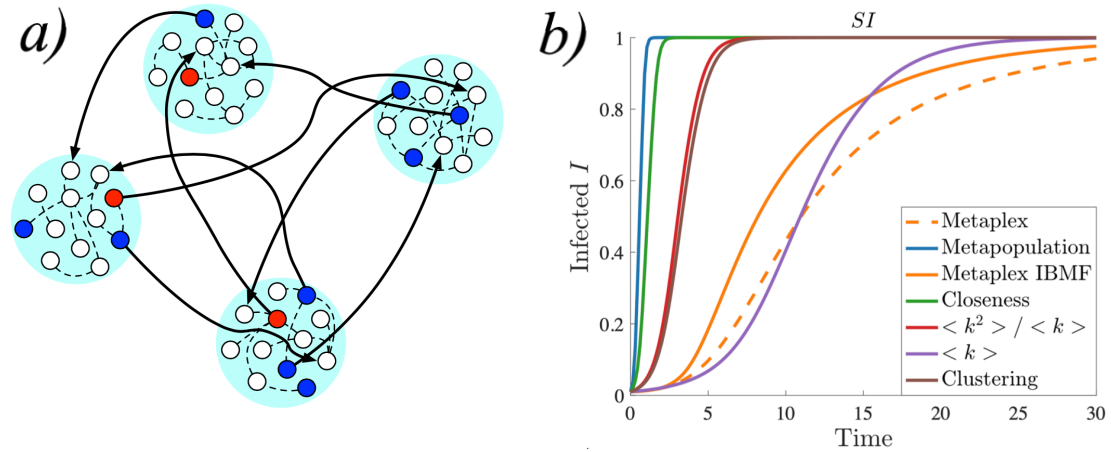 a)
b)
SI
Infected I
1
0.8
0.6
0.4
0.2
0
0
5
10
15
20
25
30
Time
Metaplex
Metapopulation
Metaplex IBMF
Closeness
< k² > / < k >
< k >
Clustering